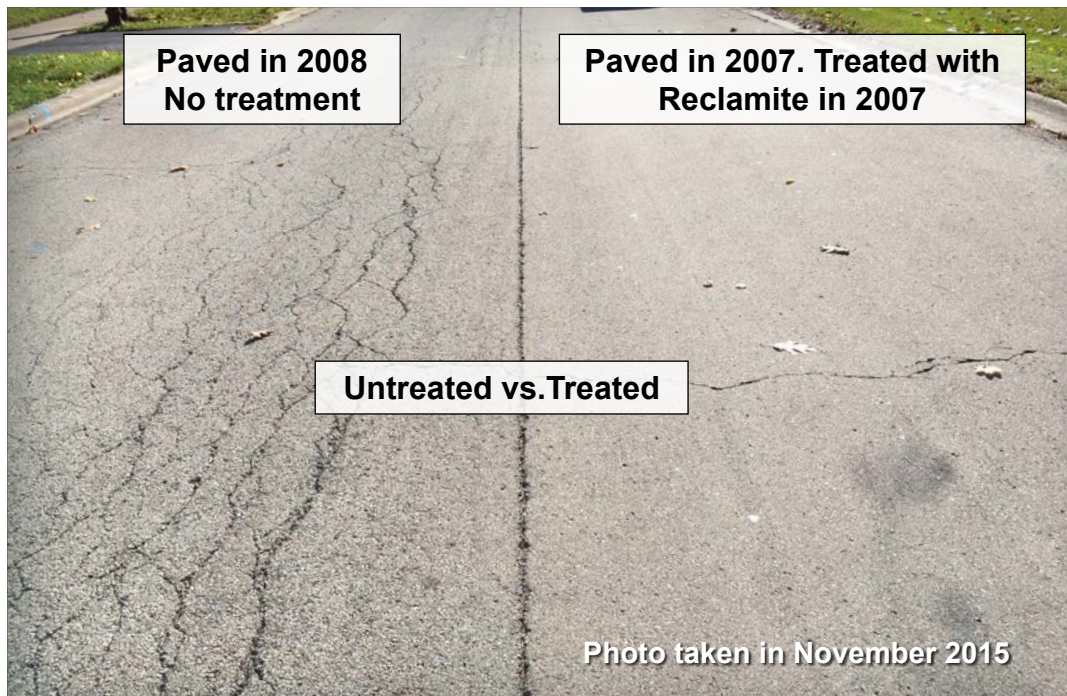 Paved in 2008
No treatment
Paved in 2007. Treated with
Reclamite in 2007
Untreated vs.Treated
Photo taken in November 2015